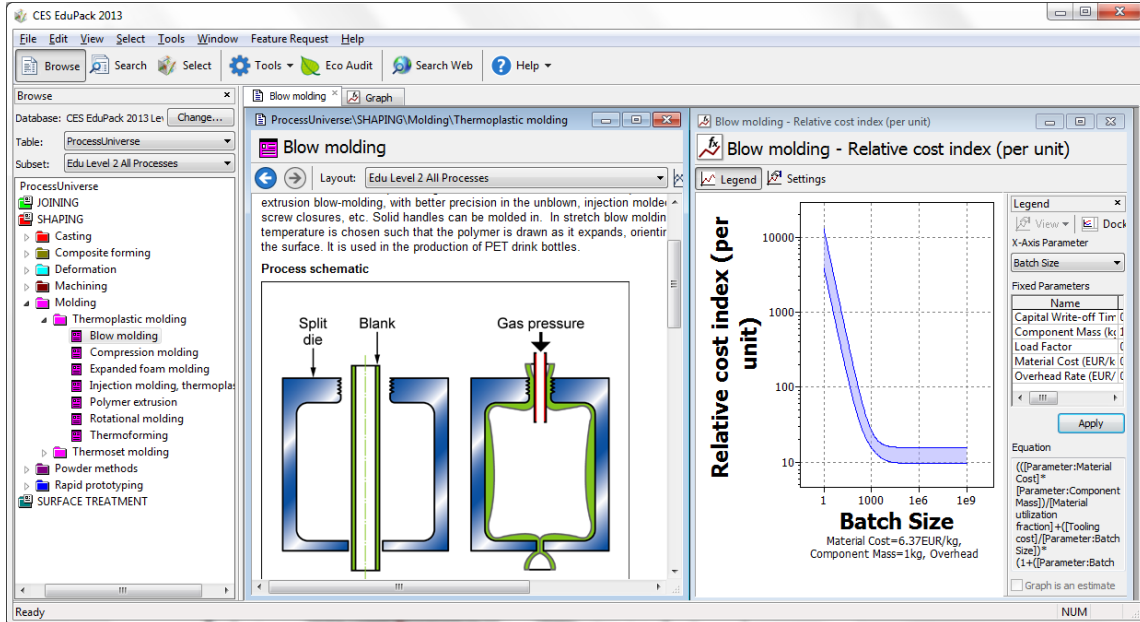 CES EduPack 2013
File Edit View Select Tools Window Feature Request Help
Browse Search Select Tools Eco Audit Search Web Help
Browse
Database: CES EduPack 2013 Change...
Table: ProcessUniverse
Subset: Edu Level 2 All Processes
ProcessUniverse
JOINING
SHAPING
Casting
Composite forming
Deformation
Machining
Molding
Thermoplastic molding
Blow molding
Compression molding
Expanded foam molding
Injection molding, thermoplas
Polymer extrusion
Rotational molding
Thermoforming
Thermoset molding
Powder methods
Rapid prototyping
SURFACE TREATMENT
Blow molding Graph
ProcessUniverse:\SHAPING\Molding\Thermoplastic molding
Blow molding
Layout: Edu Level 2 All Processes
extrusion blow-molding, with better precision in the unblown, injection molde
screw closures, etc. Solid handles can be molded in. In stretch blow moldin
temperature is chosen such that the polymer is drawn as it expands, orientin
the surface. It is used in the production of PET drink bottles.
Process schematic
Split die
Blank
Gas pressure
Blow molding - Relative cost index (per unit)
Blow molding - Relative cost index (per unit)
Legend Settings
Relative cost index (per
unit)
10000
1000
100
10
1 1000 1e6 1e9
Batch Size
Material Cost=6.37EUR/kg,
Component Mass=1kg, Overhead
Legend
View Dock
X-Axis Parameter
Batch Size
Fixed Parameters
Name
Capital Write-off Tim
Component Mass (k
Load Factor
Material Cost (EUR/k
Overhead Rate (EUR/
Apply
Equation
(([Parameter:Material
Cost]*
[Parameter:Component
Mass])/[Material
utilization
fraction]+([Tooling
cost]/[Parameter:Batch
Size])*
(1+([Parameter:Batch
Graph is an estimate
Ready
NUM